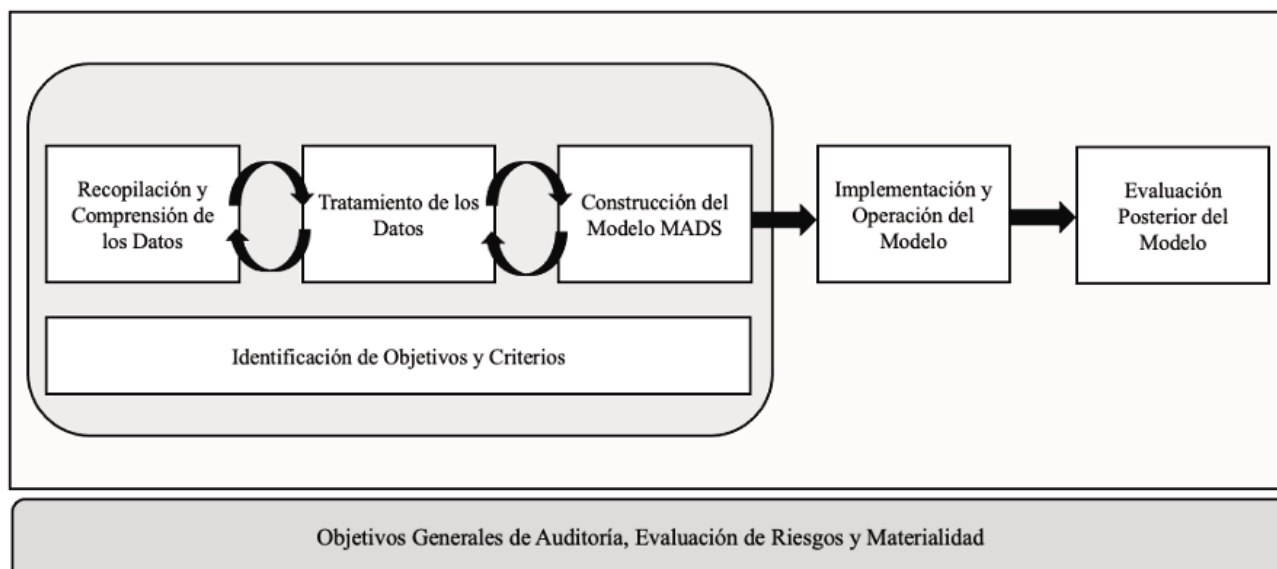 Recopilación y
Comprensión de
los Datos
Tratamiento de los
Datos
Construcción del
Modelo MADS
Implementación y
Operación del
Modelo
Evaluación
Posterior del
Modelo
Identificación de Objetivos y Criterios
Objetivos Generales de Auditoría, Evaluación de Riesgos y Materialidad